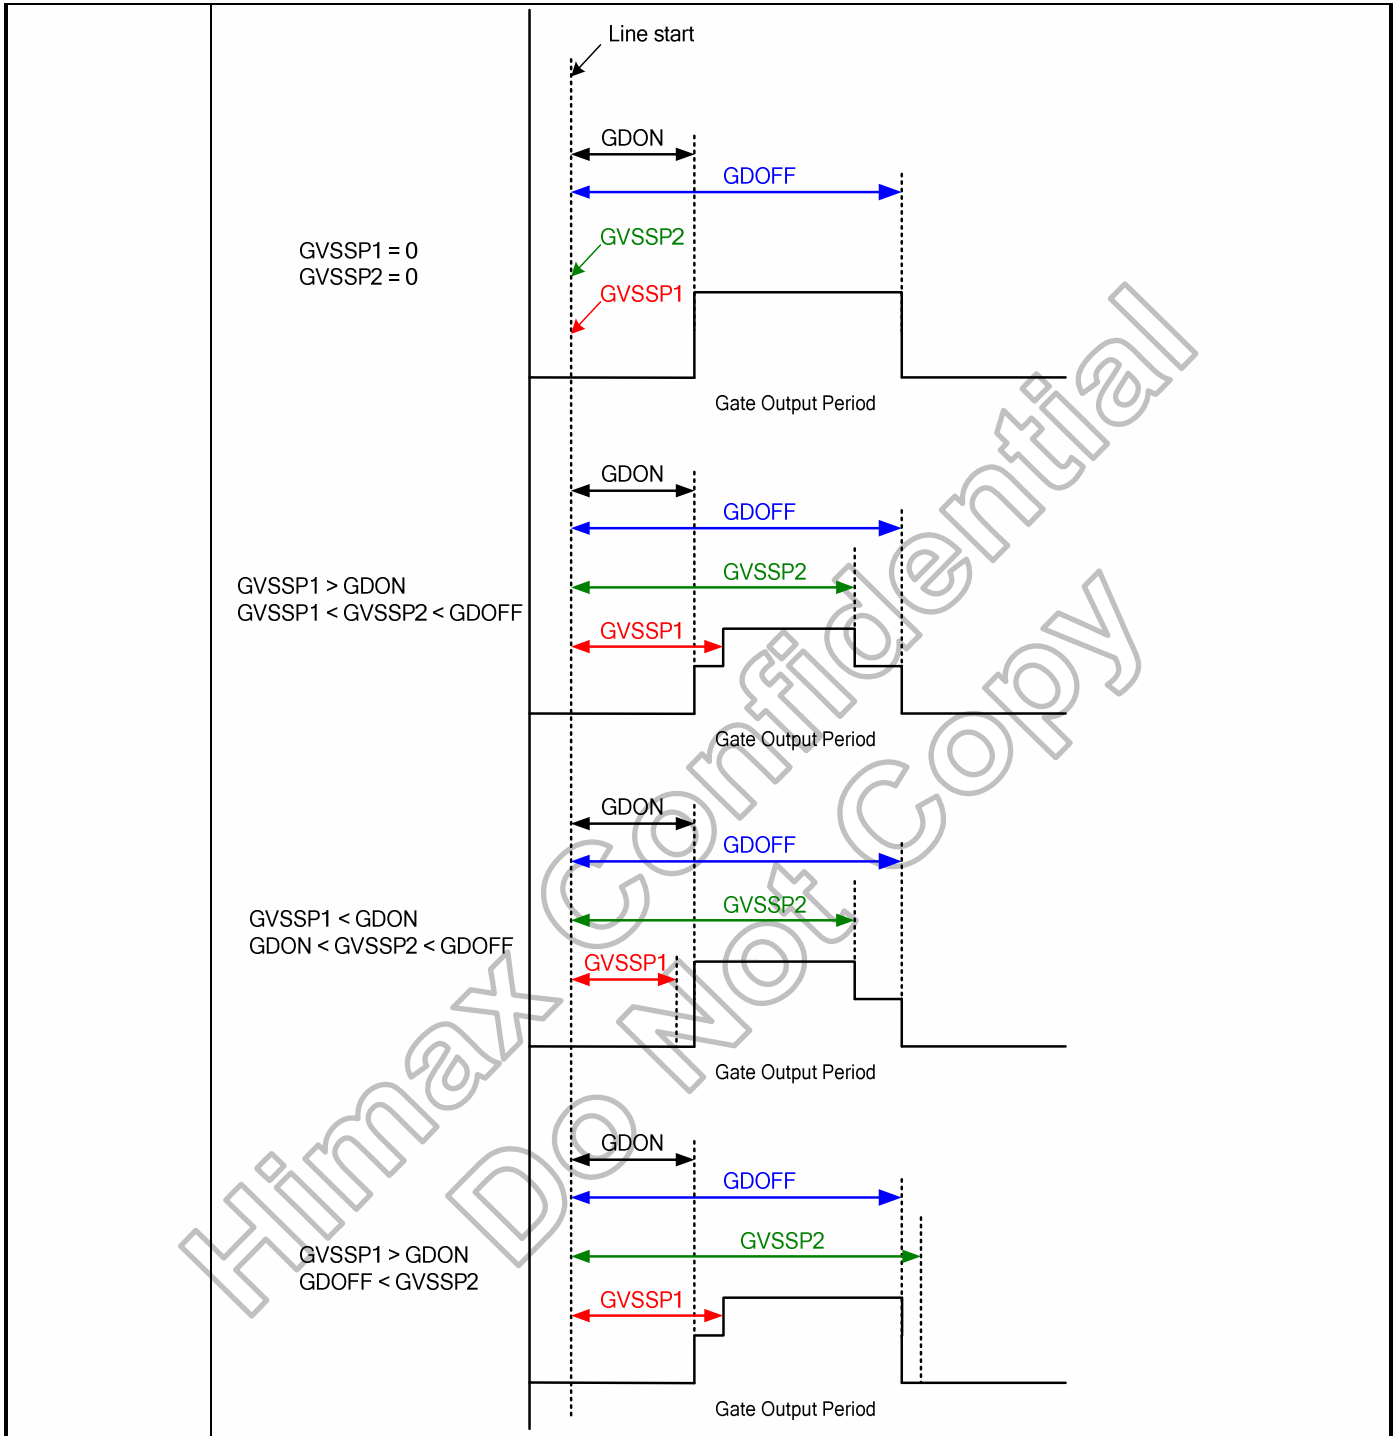 Line start
GDON
GDOFF
GVSSP2
GVSSP1
GVSSP1 = 0
GVSSP2 = 0
Gate Output Period
GDON
GDOFF
GVSSP2
GVSSP1
GVSSP1 > GDON
GVSSP1 < GVSSP2 < GDOFF
Gate Output Period
GDON
GDOFF
GVSSP2
GVSSP1
GVSSP1 < GDON
GDON < GVSSP2 < GDOFF
Gate Output Period
GDON
GDOFF
GVSSP2
GVSSP1
GVSSP1 > GDON
GDOFF < GVSSP2
Gate Output Period
Himax Confidential
Do Not Copy